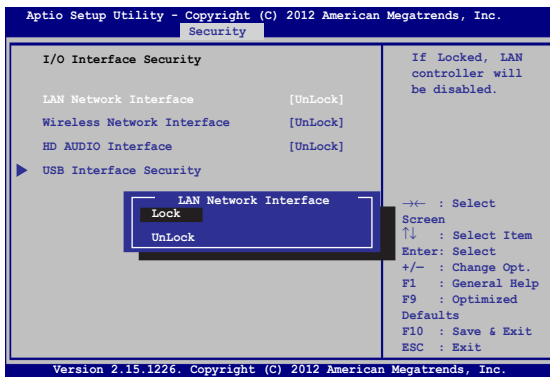 Aptio Setup Utility - Copyright (C) 2012 American Megatrends, Inc.
Security
I/O Interface Security
LAN Network Interface [UnLock]
Wireless Network Interface [UnLock]
HD AUDIO Interface [UnLock]
USB Interface Security
LAN Network Interface
Lock
UnLock
If Locked, LAN
controller will
be disabled.
→← : Select
Screen
↑↓ : Select Item
Enter: Select
+/— : Change Opt.
F1 : General Help
F9 : Optimized
Defaults
F10 : Save & Exit
ESC : Exit
Version 2.15.1226. Copyright (C) 2012 American Megatrends, Inc.